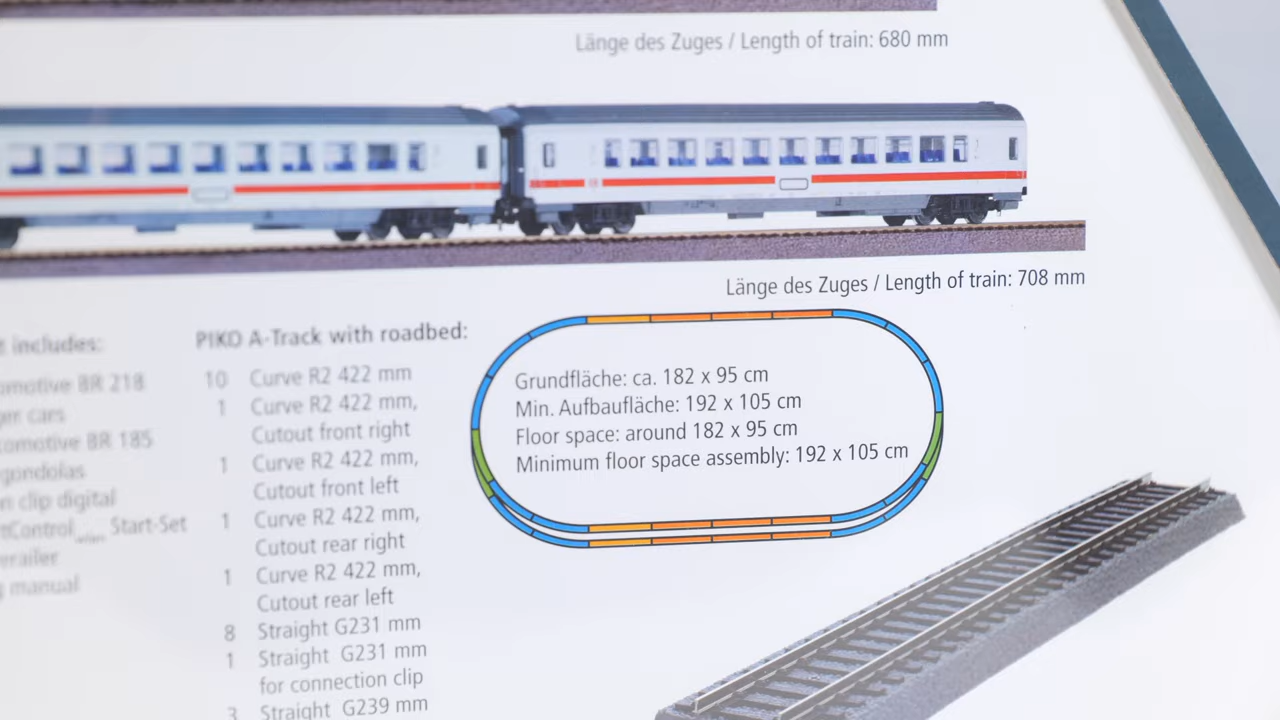 Länge des Zuges / Length of train: 680 mm
Länge des Zuges / Length of train: 708 mm
includes:
omotive BR 218
ger cars
comotive BR 185
gondolas
n clip digital
Control Start-Set
erailer
manual
PIKO A-Track with roadbed:
10 Curve R2 422 mm
1 Curve R2 422 mm,
Cutout front right
1 Curve R2 422 mm,
Cutout front left
1 Curve R2 422 mm,
Cutout rear right
1 Curve R2 422 mm,
Cutout rear left
8 Straight G231 mm
1 Straight G231 mm
for connection clip
3 Straight G239 mm
Grundfläche: ca. 182 x 95 cm
Min. Aufbaufläche: 192 x 105 cm
Floor space: around 182 x 95 cm
Minimum floor space assembly: 192 x 105 cm